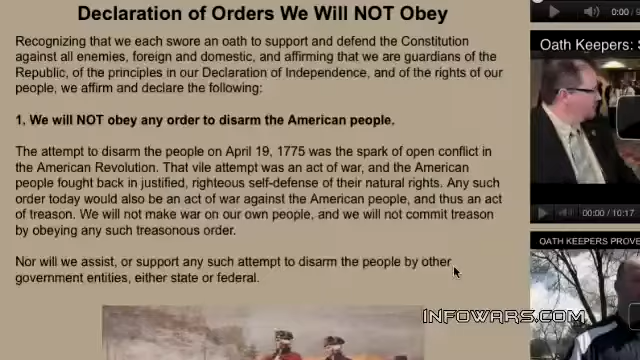 Declaration of Orders We Will NOT Obey
Recognizing that we each swore an oath to support and defend the Constitution
against all enemies, foreign and domestic, and affirming that we are guardians of the
Republic, of the principles in our Declaration of Independence, and of the rights of our
people, we affirm and declare the following:
1. We will NOT obey any order to disarm the American people.
The attempt to disarm the people on April 19, 1775 was the spark of open conflict in
the American Revolution. That vile attempt was an act of war, and the American
people fought back in justified, righteous self-defense of their natural rights. Any such
order today would also be an act of war against the American people, and thus an act
of treason. We will not make war on our own people, and we will not commit treason
by obeying any such treasonous order.
Nor will we assist, or support any such attempt to disarm the people by other
government entities, either state or federal.
0:00
Oath Keepers:
00:00 / 10:17
OATH KEEPERS PROVE
INFOWARS.COM